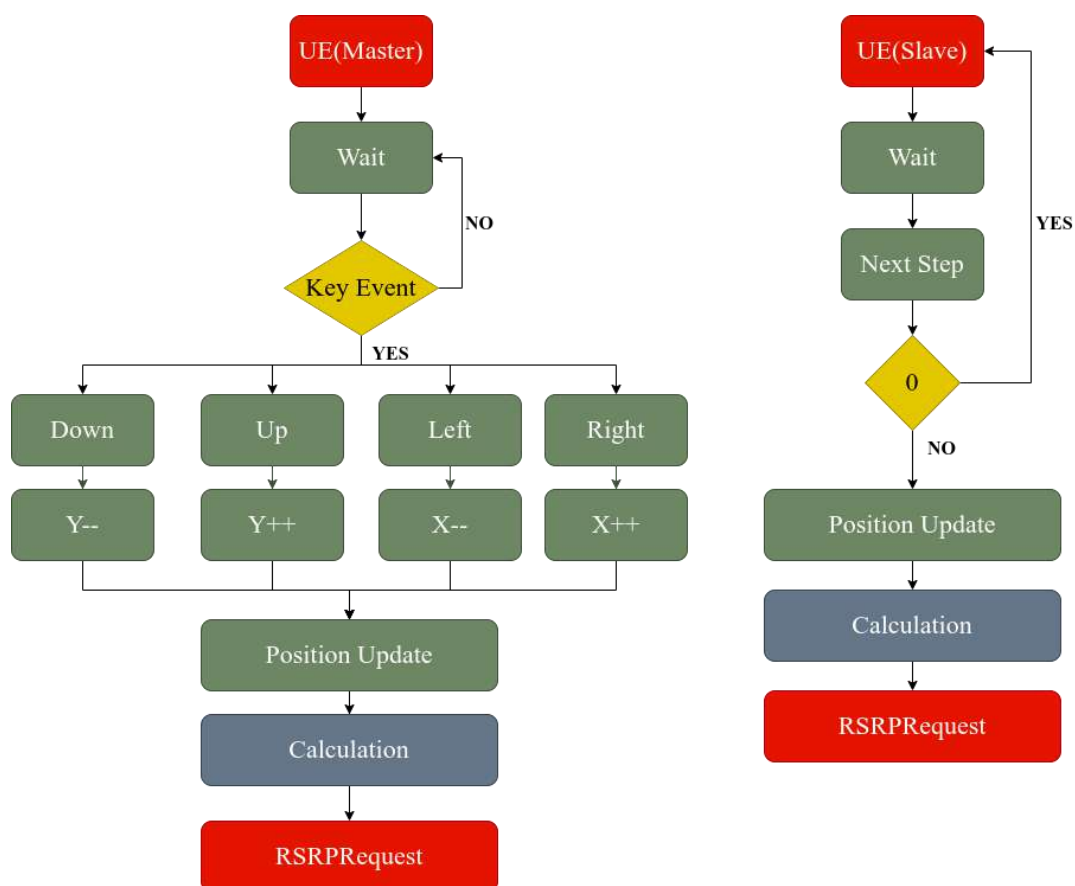 UE(Master)
Wait
NO
Key Event
YES
Down
Up
Left
Right
Y--
Y++
X--
X++
Position Update
Calculation
RSRPRequest
UE(Slave)
Wait
YES
Next Step
0
NO
Position Update
Calculation
RSRPRequest